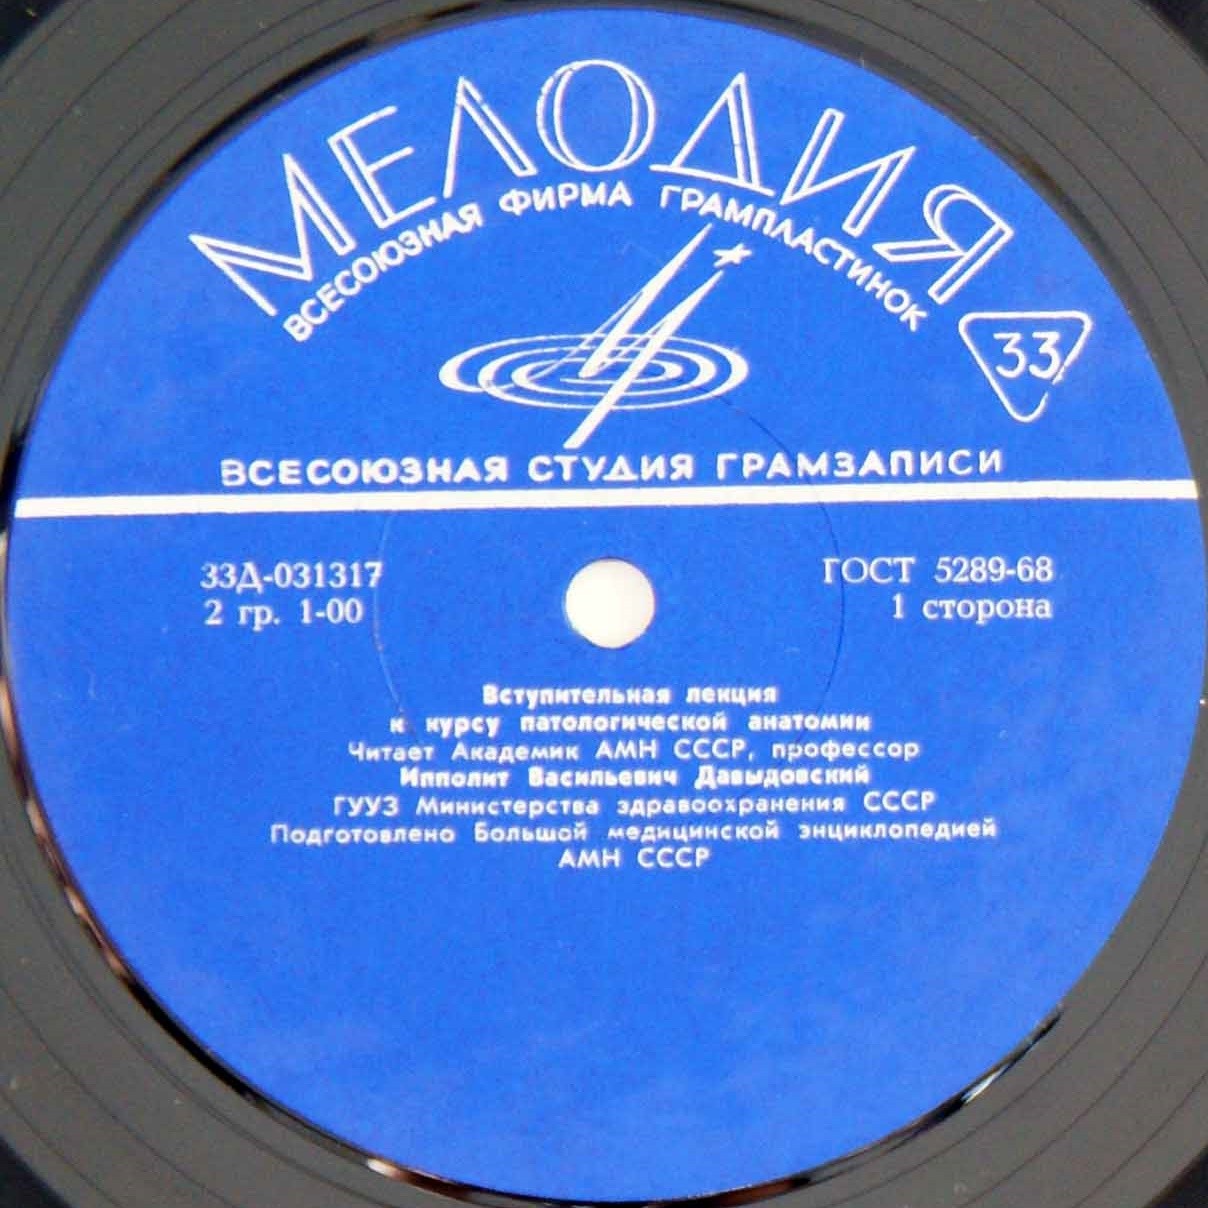 МЕЛОДИЯ
ВСЕСОЮЗНАЯ ФИРМА ГРАМПЛАСТИНОК
33
ВСЕСОЮЗНАЯ СТУДИЯ ГРАМЗАПИСИ
33Д-031317
2 гр. 1-00
ГОСТ 5289-68
1 сторона
Вступительная лекция
к курсу патологической анатомии
Читает Академик АМН СССР, профессор
Ипполит Васильевич Давыдовский
ГУУЗ Министерства здравоохранения СССР
Подготовлено Большой медицинской энциклопедией
АМН СССР